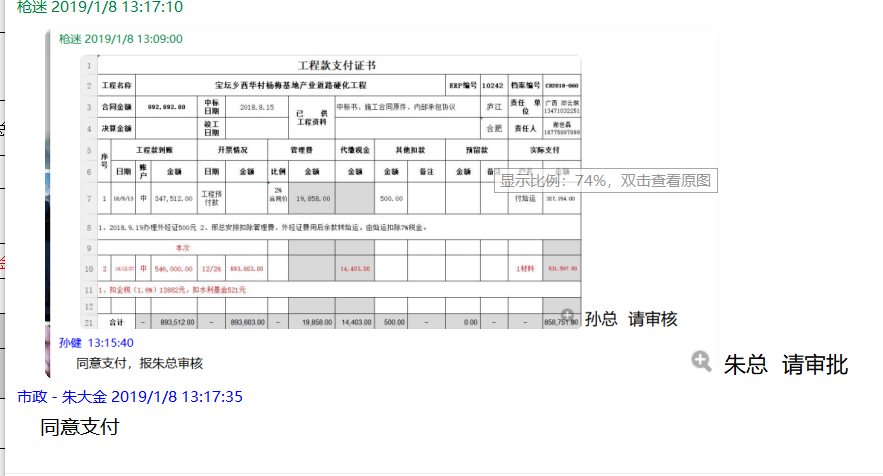 枪迷 2019/1/8 13:17:10
枪迷 2019/1/8 13:09:00
1 工程款支付证书
2 工程名称 宝坛乡西华村杨梅基地产业道路硬化工程 ERP编号 10242 档案编号 CB2018-060
3 合同金额 992,892.00 中标日期 2018.8.15 已 供 工程资料 中标书、施工合同原件、内部承包协议 庐江 责任 单位 广西 13471032251
4 决算金额 竣工日期 合肥 责任人 18775897899
5 序号 工程款到账 开票情况 管理费 代缴税金 其他扣款 预留款 实际支付
6 日期 账户 金额 日期 金额 比例 金额 金额 金额 备注 金额
7 1 18/9/13 中 347,512.00 工程预付款 2% 合同价 19,858.00 500.00 付灿运 327,154.00
8 1、2018.9.19办理外经证500元 2、邢总安排扣除管理费、外经证费用后余款转灿运,由灿运扣除7%税金。
9 本次
10 2 18/12/27 中 546,000.00 12/26 893,603.00 14,403.00 1材料 531,597.00
11 1、扣企税(1.6%)13882元,扣水利基金521元
12
21 合计 - 893,512.00 - 893,603.00 - 19,858.00 14,403.00 500.00 - 0.00 - - 858,751.00
显示比例:74%,双击查看原图
孙总 请审核
孙健 13:15:40
同意支付,报朱总审核
朱总 请审批
市政 - 朱大金 2019/1/8 13:17:35
同意支付